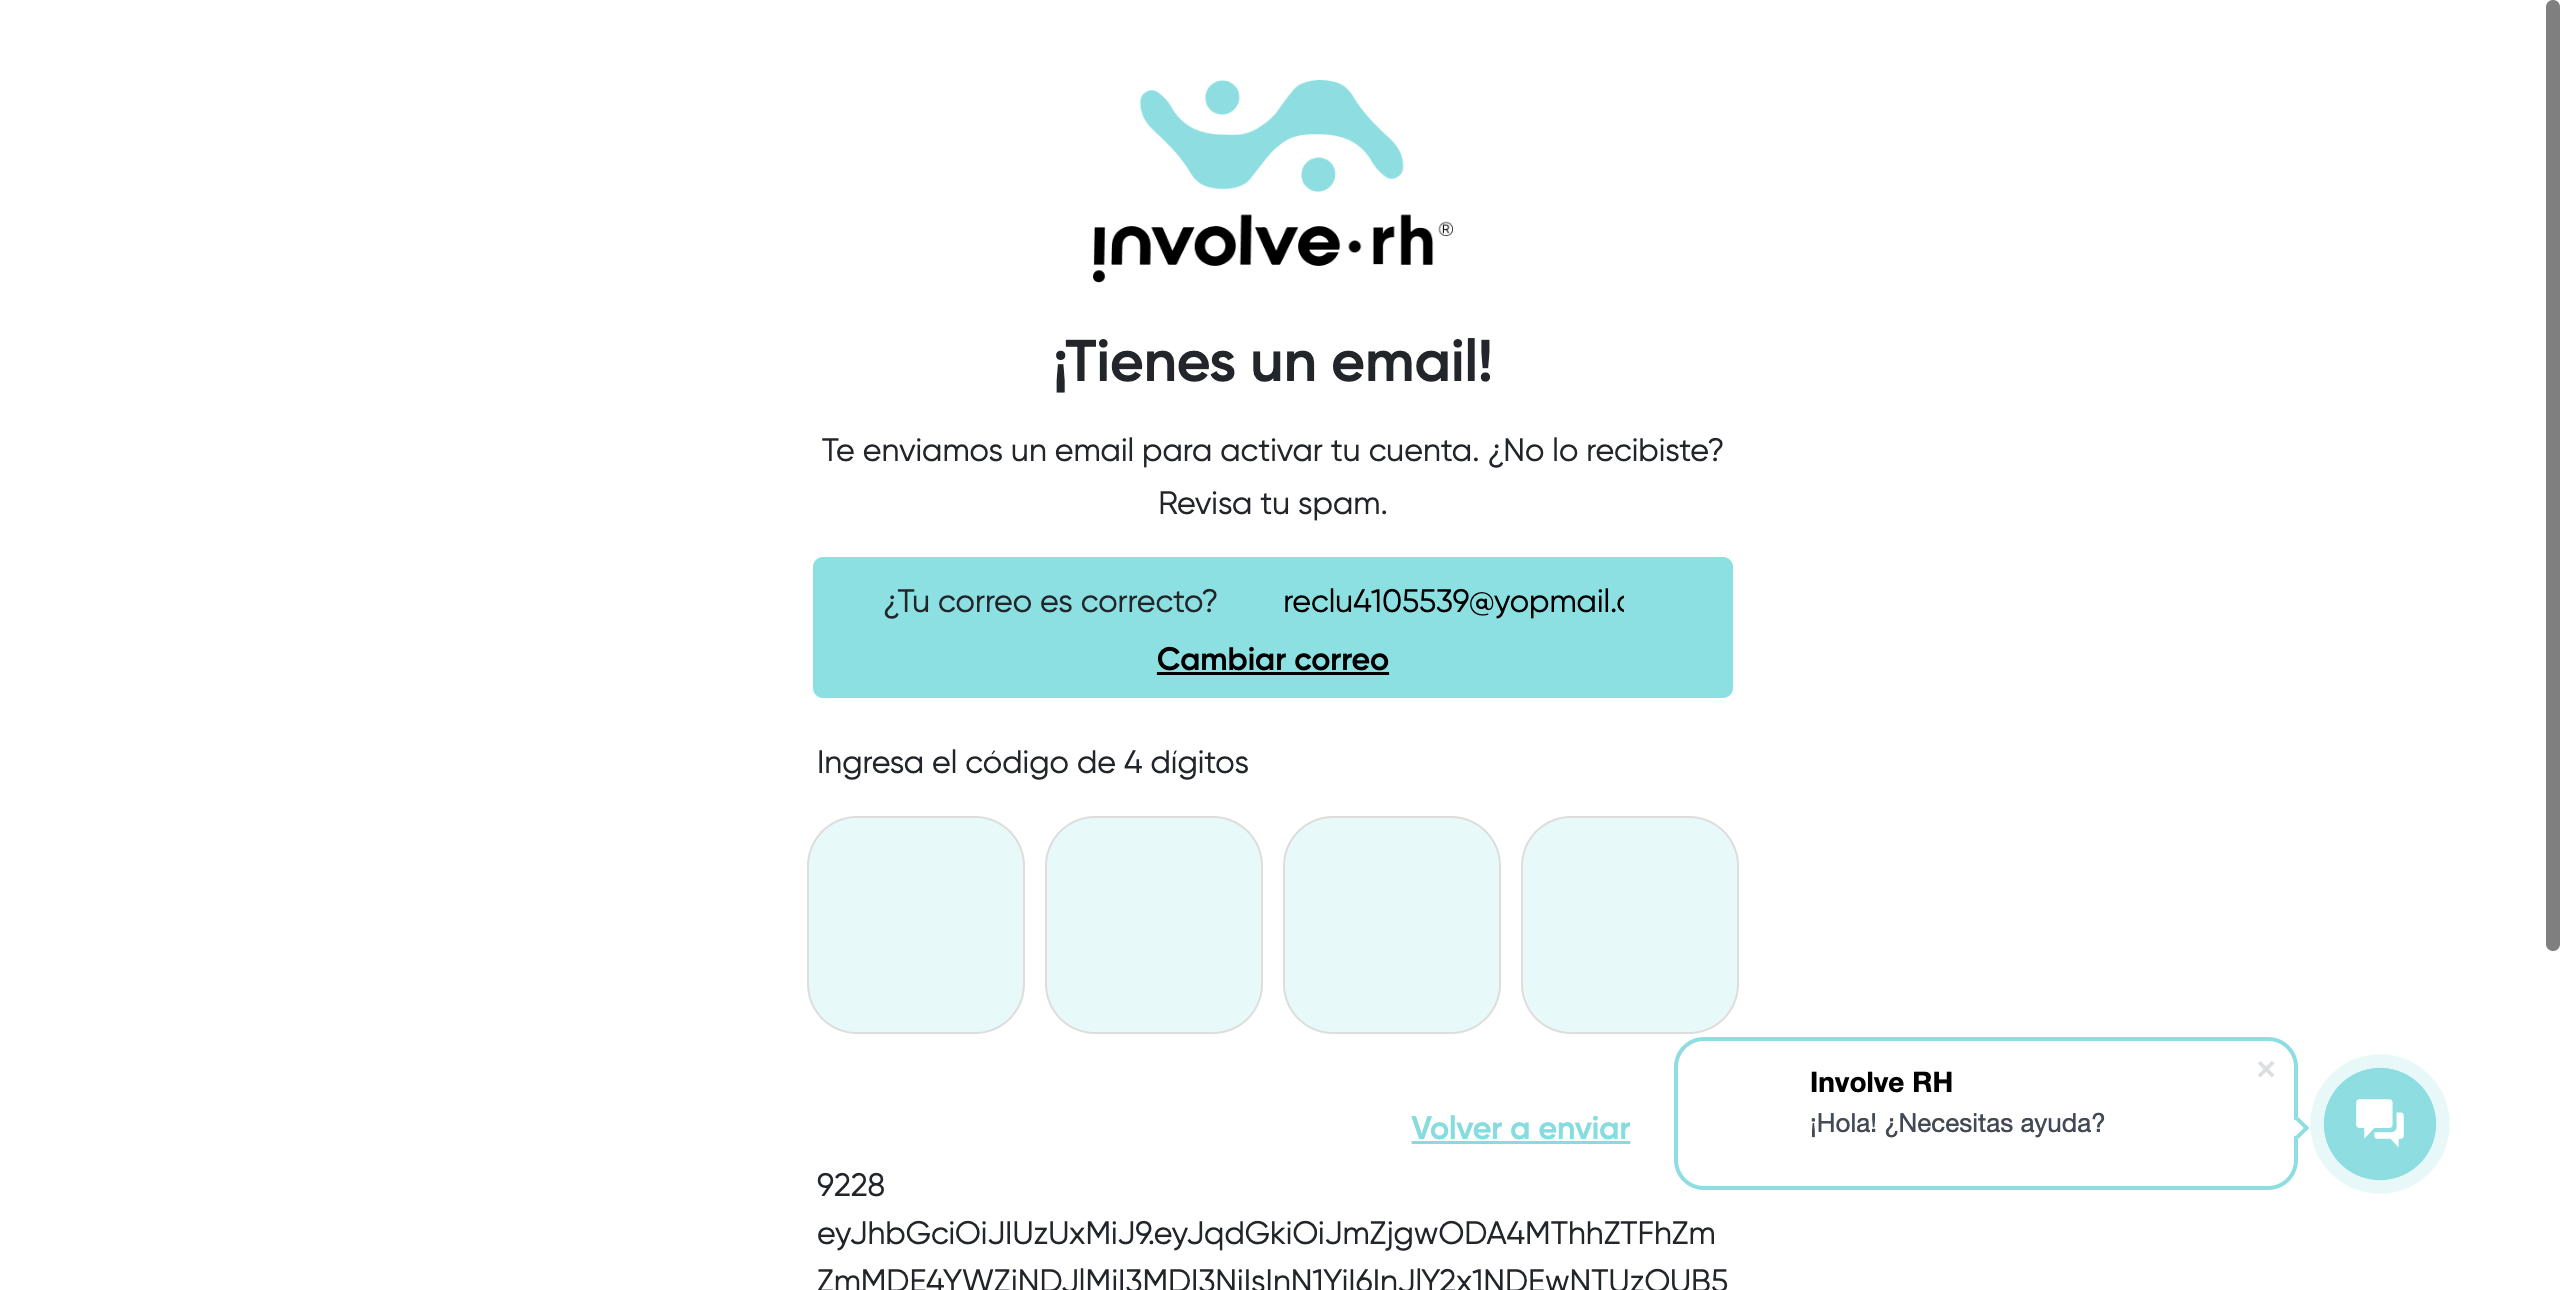 involve·rh®
¡Tienes un email!
Te enviamos un email para activar tu cuenta. ¿No lo recibiste?
Revisa tu spam.
¿Tu correo es correcto? reclu4105539@yopmail.c
Cambiar correo
Ingresa el código de 4 dígitos
Involve RH
¡Hola! ¿Necesitas ayuda?
Volver a enviar
9228
eyJhbGciOiJIUzUxMiJ9.eyJqdGkiOiJmZjgwODA4MThhZTFhZm
ZmMDE4YWZiNDJlMjI3MDI3NiIsInN1YiI6InJlY2x1NDEwNTUzOUB5